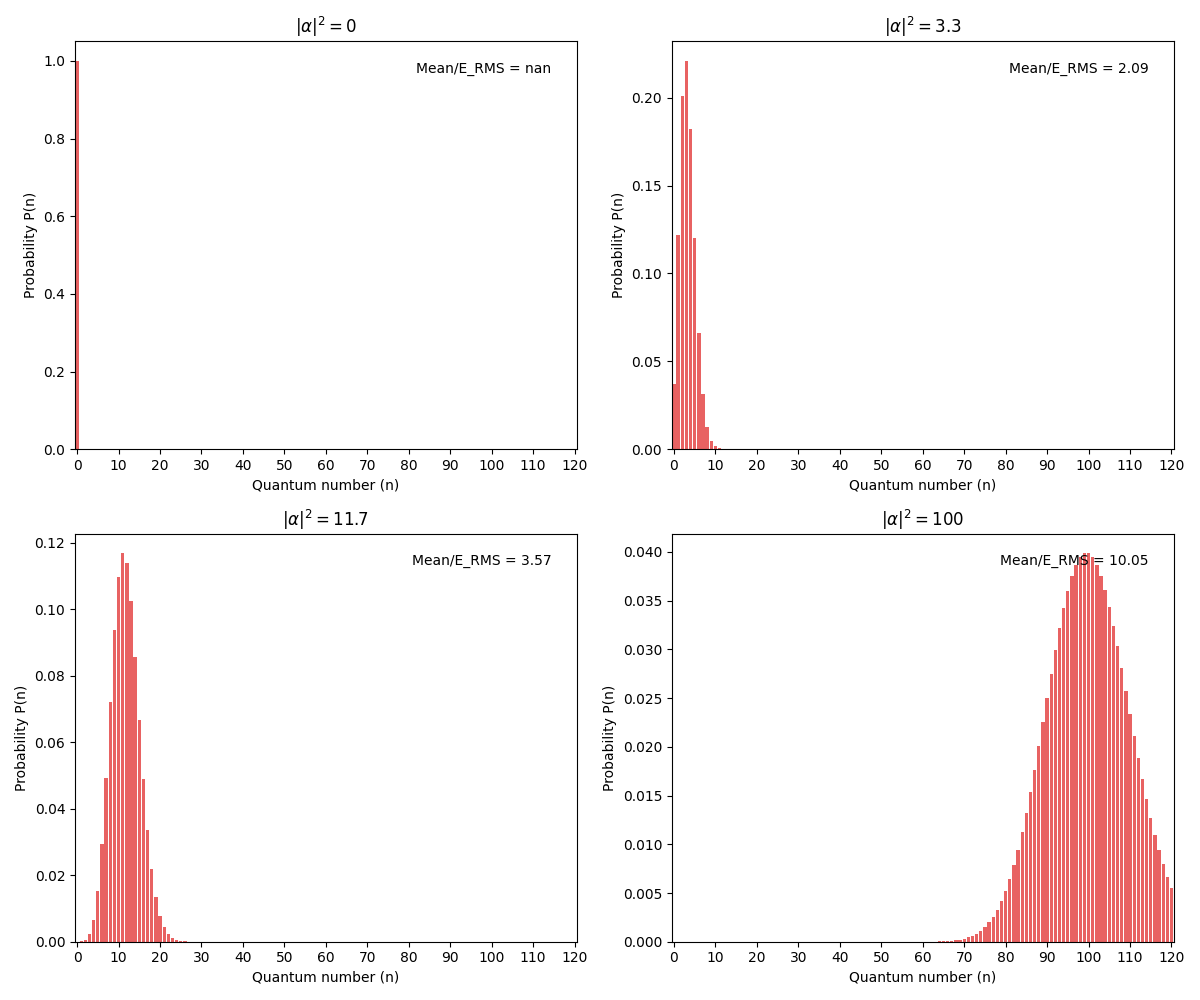 |α|² = 0
Mean/E_RMS = nan
1.0
0.8
0.6
0.4
0.2
0.0
Probability P(n)
0 10 20 30 40 50 60 70 80 90 100 110 120
Quantum number (n)
|α|² = 3.3
Mean/E_RMS = 2.09
0.20
0.15
0.10
0.05
0.00
Probability P(n)
0 10 20 30 40 50 60 70 80 90 100 110 120
Quantum number (n)
|α|² = 11.7
Mean/E_RMS = 3.57
0.12
0.10
0.08
0.06
0.04
0.02
0.00
Probability P(n)
0 10 20 30 40 50 60 70 80 90 100 110 120
Quantum number (n)
|α|² = 100
Mean/E_RMS = 10.05
0.040
0.035
0.030
0.025
0.020
0.015
0.010
0.005
0.000
Probability P(n)
0 10 20 30 40 50 60 70 80 90 100 110 120
Quantum number (n)